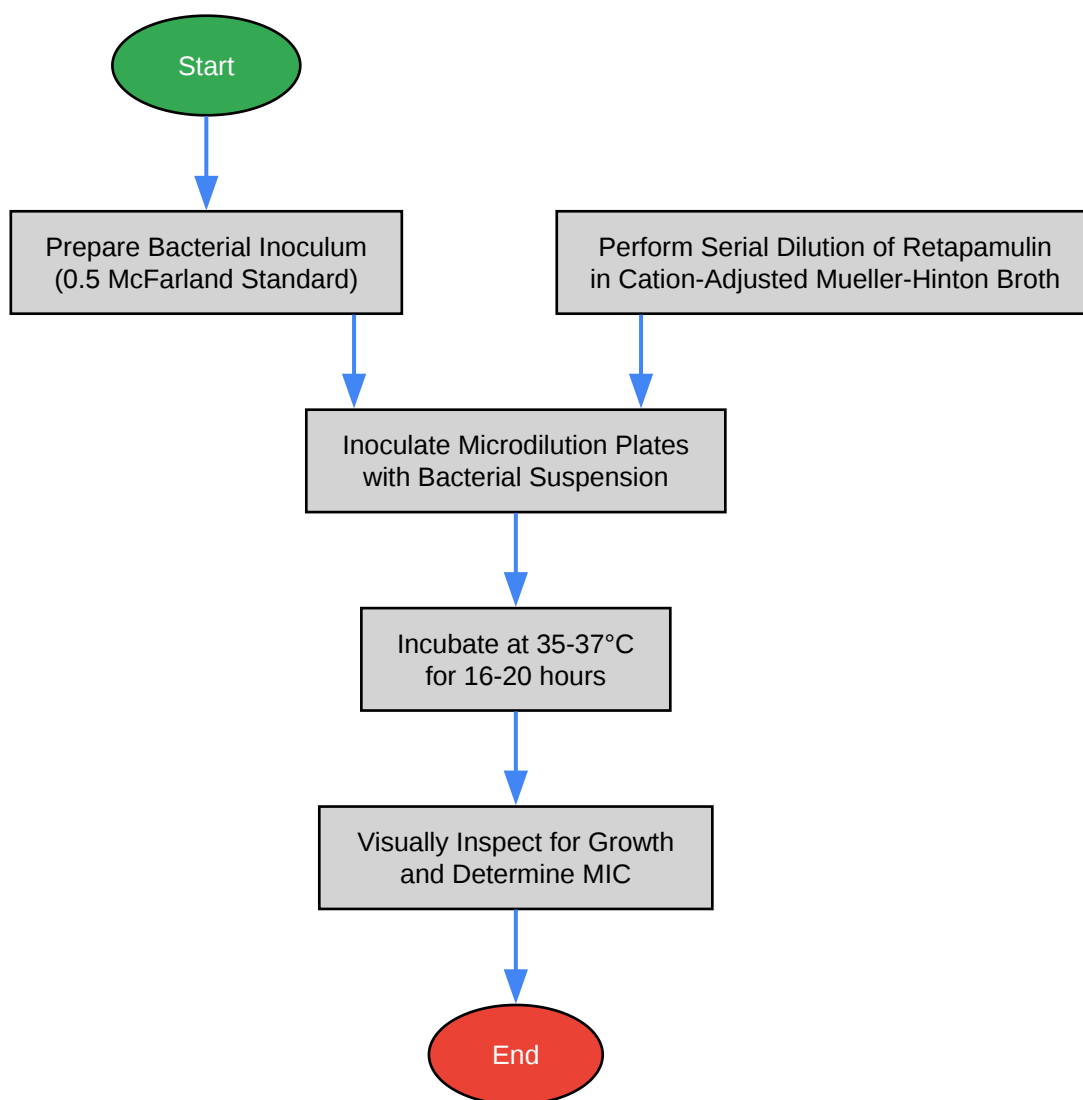 Start
Prepare Bacterial Inoculum
(0.5 McFarland Standard)
Perform Serial Dilution of Retapamulin
in Cation-Adjusted Mueller-Hinton Broth
Inoculate Microdilution Plates
with Bacterial Suspension
Incubate at 35-37°C
for 16-20 hours
Visually Inspect for Growth
and Determine MIC
End